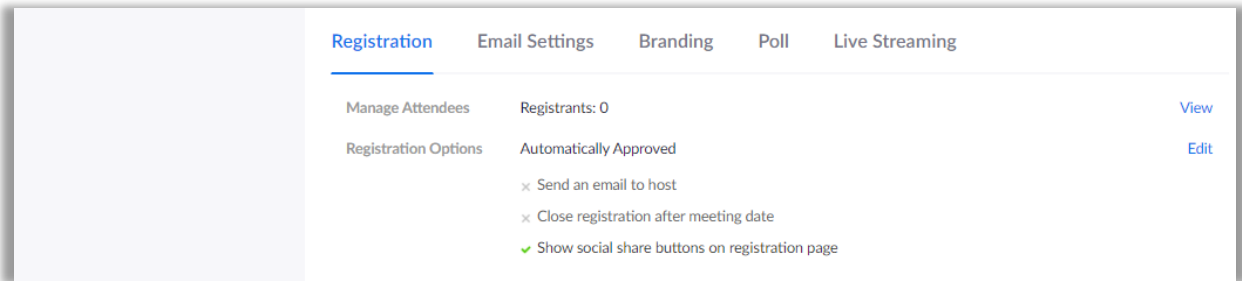 Registration Email Settings Branding Poll Live Streaming
Manage Attendees Registrants: 0 View
Registration Options Automatically Approved Edit
Send an email to host
Close registration after meeting date
Show social share buttons on registration page